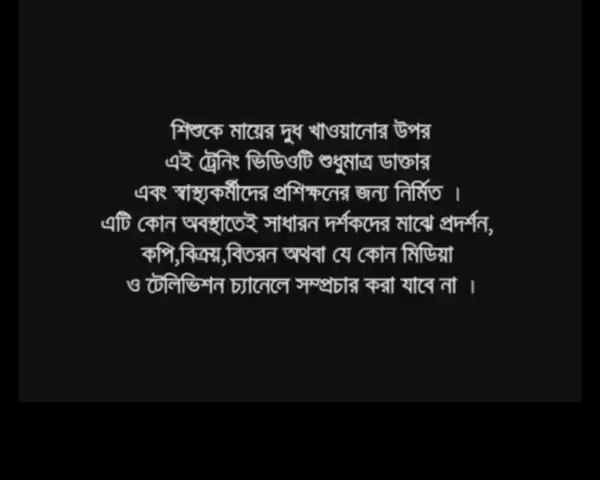 শিশুকে মায়ের দুধ খাওয়ানোর উপর
এই ট্রেনিং ভিডিওটি শুধুমাত্র ডাক্তার
এবং স্বাস্থ্যকর্মীদের প্রশিক্ষনের জন্য নির্মিত ।
এটি কোন অবস্থাতেই সাধারন দর্শকদের মাঝে প্রদর্শন,
কপি,বিক্রয়,বিতরন অথবা যে কোন মিডিয়া
ও টেলিভিশন চ্যানেলে সম্প্রচার করা যাবে না ।